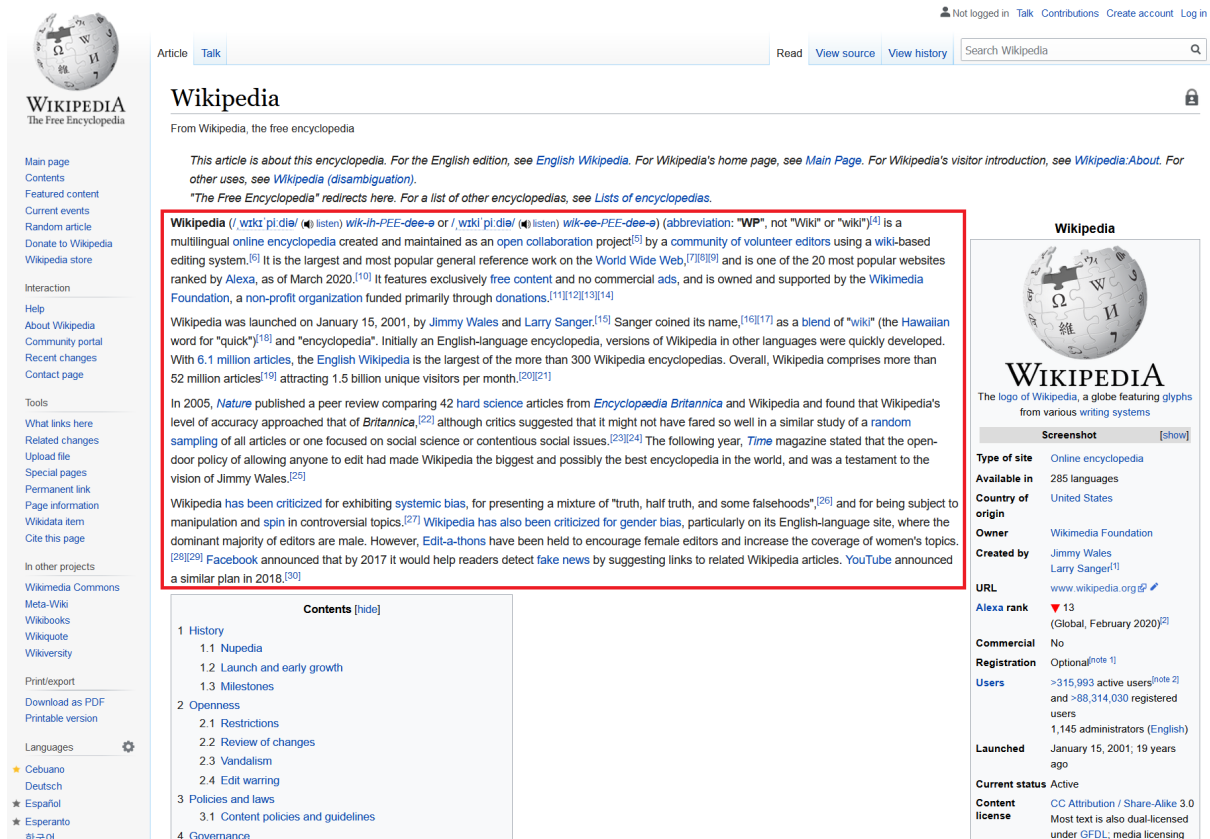 Not logged in Talk Contributions Create account Log in
WIKIPEDIA
The Free Encyclopedia
Article Talk
Read View source View history
Search Wikipedia
Main page
Contents
Featured content
Current events
Random article
Donate to Wikipedia
Wikipedia store
Interaction
Help
About Wikipedia
Community portal
Recent changes
Contact page
Tools
What links here
Related changes
Upload file
Special pages
Permanent link
Page information
Wikidata item
Cite this page
In other projects
Wikimedia Commons
Meta-Wiki
Wikibooks
Wikiquote
Wikiversity
Print/export
Download as PDF
Printable version
Languages
Cebuano
Deutsch
Español
Esperanto
한국어
Wikipedia
From Wikipedia, the free encyclopedia
This article is about this encyclopedia. For the English edition, see English Wikipedia. For Wikipedia's home page, see Main Page. For Wikipedia's visitor introduction, see Wikipedia:About. For
other uses, see Wikipedia (disambiguation).
"The Free Encyclopedia" redirects here. For a list of other encyclopedias, see Lists of encyclopedias.
Wikipedia (/ˌwɪkɪˈpiːdiə/ (listen) wik-ih-PEE-dee-ə or /ˌwɪkiˈpiːdiə/ (listen) wik-ee-PEE-dee-ə) (abbreviation: "WP", not "Wiki" or "wiki")[4] is a
multilingual online encyclopedia created and maintained as an open collaboration project[5] by a community of volunteer editors using a wiki-based
editing system.[6] It is the largest and most popular general reference work on the World Wide Web,[7][8][9] and is one of the 20 most popular websites
ranked by Alexa, as of March 2020.[10] It features exclusively free content and no commercial ads, and is owned and supported by the Wikimedia
Foundation, a non-profit organization funded primarily through donations.[11][12][13][14]
Wikipedia was launched on January 15, 2001, by Jimmy Wales and Larry Sanger.[15] Sanger coined its name,[16][17] as a blend of "wiki" (the Hawaiian
word for "quick")[18] and "encyclopedia". Initially an English-language encyclopedia, versions of Wikipedia in other languages were quickly developed.
With 6.1 million articles, the English Wikipedia is the largest of the more than 300 Wikipedia encyclopedias. Overall, Wikipedia comprises more than
52 million articles[19] attracting 1.5 billion unique visitors per month.[20][21]
In 2005, Nature published a peer review comparing 42 hard science articles from Encyclopædia Britannica and Wikipedia and found that Wikipedia's
level of accuracy approached that of Britannica,[22] although critics suggested that it might not have fared so well in a similar study of a random
sampling of all articles or one focused on social science or contentious social issues.[23][24] The following year, Time magazine stated that the open-
door policy of allowing anyone to edit had made Wikipedia the biggest and possibly the best encyclopedia in the world, and was a testament to the
vision of Jimmy Wales.[25]
Wikipedia has been criticized for exhibiting systemic bias, for presenting a mixture of "truth, half truth, and some falsehoods",[26] and for being subject to
manipulation and spin in controversial topics.[27] Wikipedia has also been criticized for gender bias, particularly on its English-language site, where the
dominant majority of editors are male. However, Edit-a-thons have been held to encourage female editors and increase the coverage of women's topics.
[28][29] Facebook announced that by 2017 it would help readers detect fake news by suggesting links to related Wikipedia articles. YouTube announced
a similar plan in 2018.[30]
Contents [hide]
1 History
1.1 Nupedia
1.2 Launch and early growth
1.3 Milestones
2 Openness
2.1 Restrictions
2.2 Review of changes
2.3 Vandalism
2.4 Edit warring
3 Policies and laws
3.1 Content policies and guidelines
4 Governance
Wikipedia
WIKIPEDIA
The logo of Wikipedia, a globe featuring glyphs
from various writing systems
Screenshot [show]
Type of site Online encyclopedia
Available in 285 languages
Country of United States
origin
Owner Wikimedia Foundation
Created by Jimmy Wales
Larry Sanger[1]
URL www.wikipedia.org
Alexa rank ▼ 13
(Global, February 2020)[2]
Commercial No
Registration Optional[note 1]
Users >315,993 active users[note 2]
and >88,314,030 registered
users
1,145 administrators (English)
Launched January 15, 2001; 19 years
ago
Current status Active
Content CC Attribution / Share-Alike 3.0
license Most text is also dual-licensed
under GFDL; media licensing